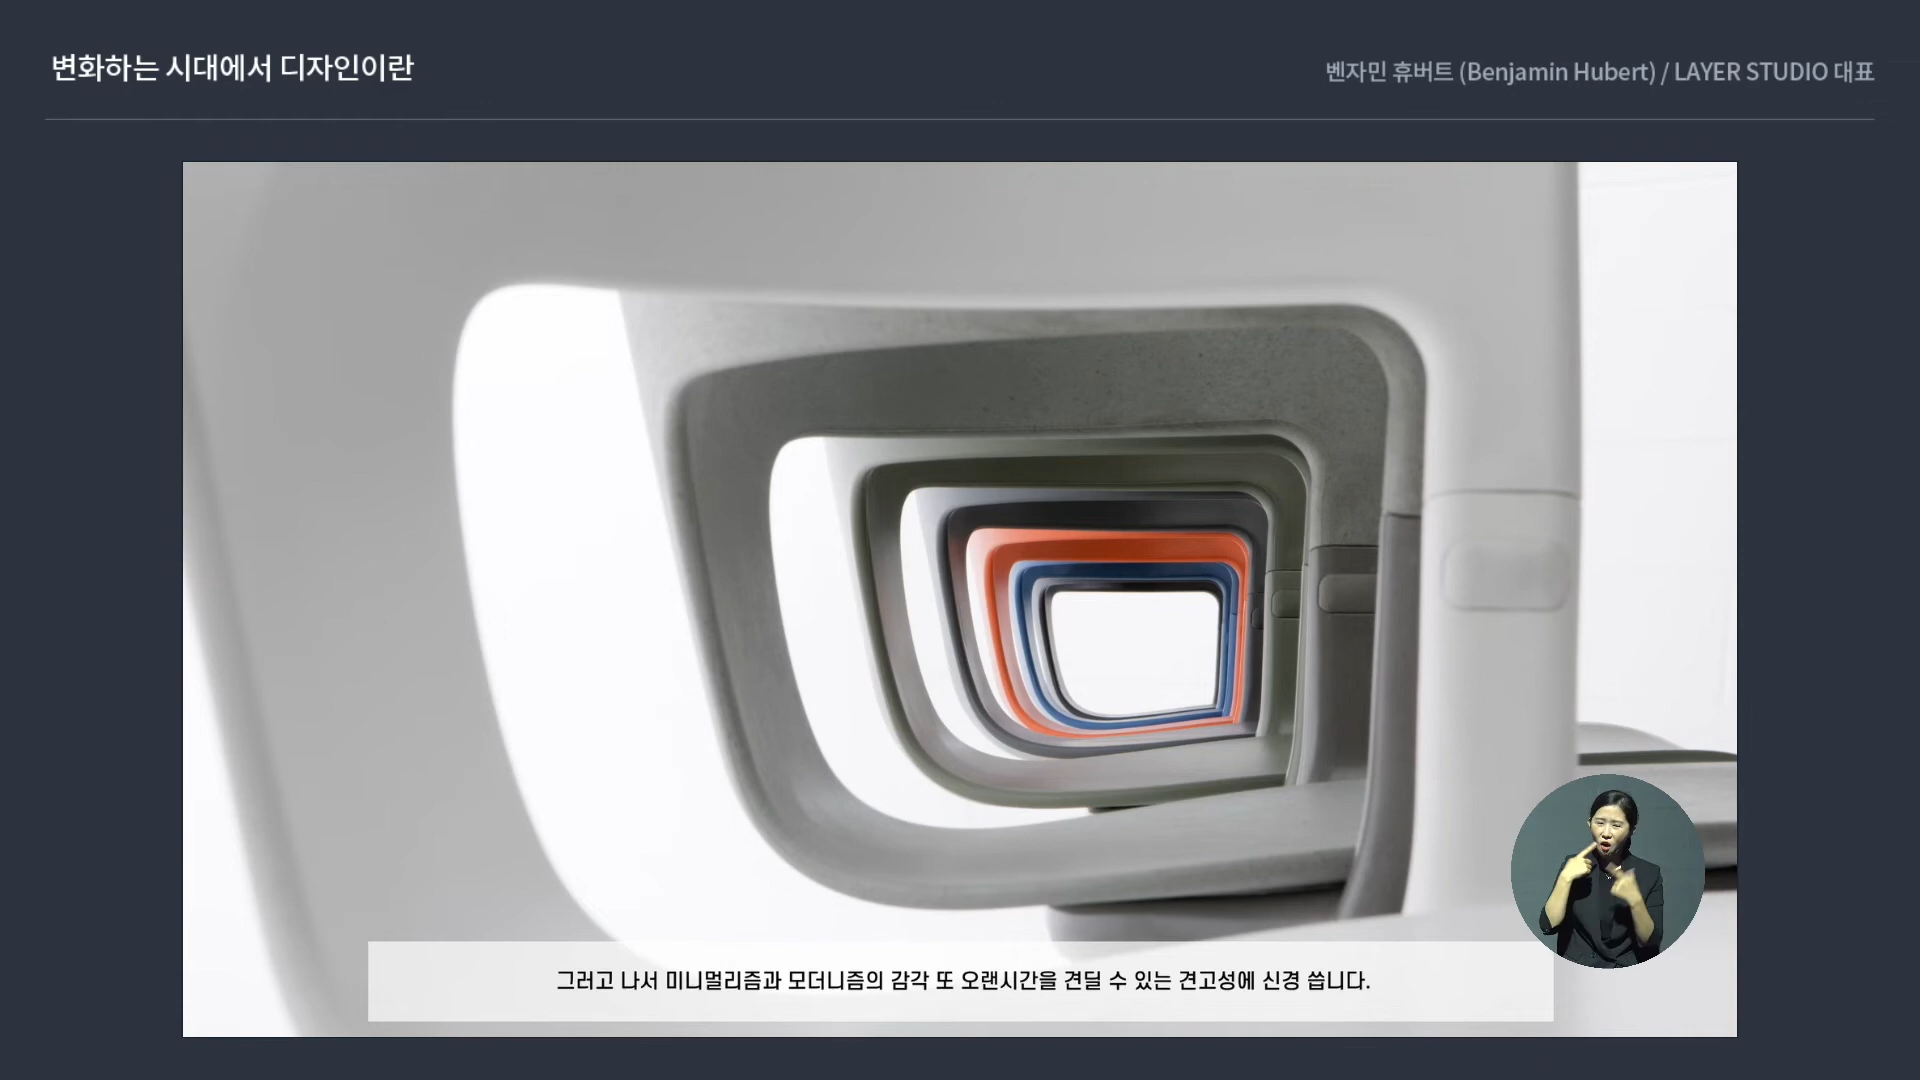 변화하는 시대에서 디자인이란
벤자민 휴버트 (Benjamin Hubert) / LAYER STUDIO 대표
그러고 나서 미니멀리즘과 모더니즘의 감각 또 오랜시간을 견딜 수 있는 견고성에 신경 씁니다.